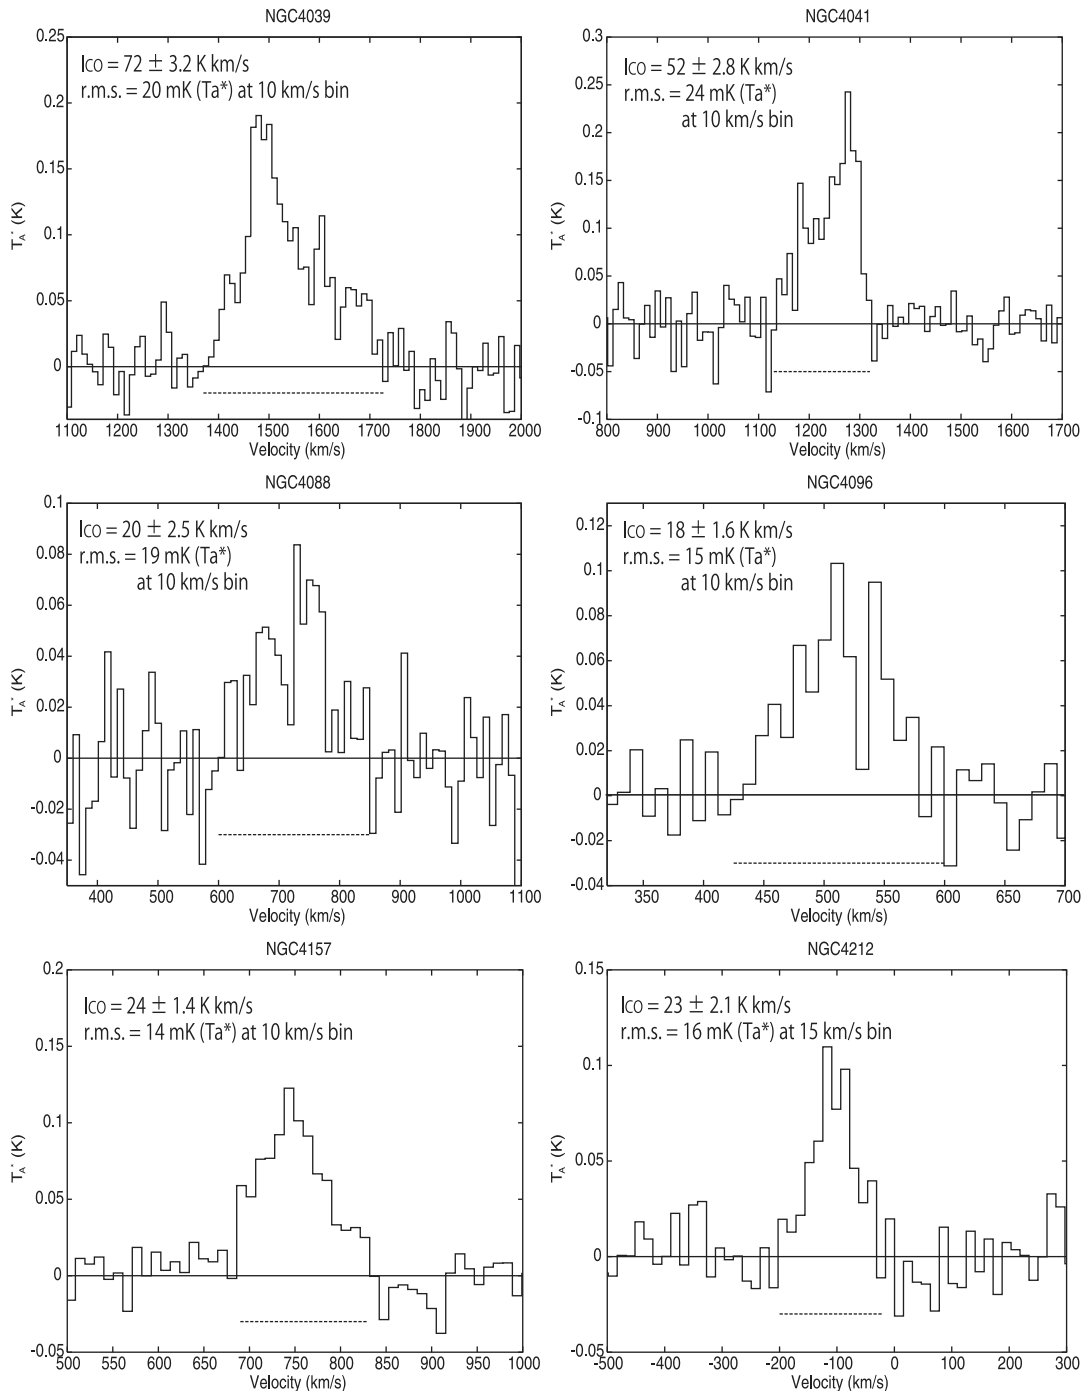 NGC4039
0.25
0.2
0.15
0.1
0.05
0
Ico = 72 ± 3.2 K km/s
r.m.s. = 20 mK (Ta*) at 10 km/s bin
TA* (K)
1100 1200 1300 1400 1500 1600 1700 1800 1900 2000
Velocity (km/s)
NGC4041
0.3
0.25
0.2
0.15
0.1
0.05
0
-0.05
-0.1
Ico = 52 ± 2.8 K km/s
r.m.s. = 24 mK (Ta*)
at 10 km/s bin
TA* (K)
800 900 1000 1100 1200 1300 1400 1500 1600 1700
Velocity (km/s)
NGC4088
0.1
0.08
0.06
0.04
0.02
0
-0.02
-0.04
Ico = 20 ± 2.5 K km/s
r.m.s. = 19 mK (Ta*)
at 10 km/s bin
TA* (K)
400 500 600 700 800 900 1000 1100
Velocity (km/s)
NGC4096
0.12
0.1
0.08
0.06
0.04
0.02
0
-0.02
-0.04
Ico = 18 ± 1.6 K km/s
r.m.s. = 15 mK (Ta*)
at 10 km/s bin
TA* (K)
350 400 450 500 550 600 650 700
Velocity (km/s)
NGC4157
0.2
0.15
0.1
0.05
0
-0.05
Ico = 24 ± 1.4 K km/s
r.m.s. = 14 mK (Ta*) at 10 km/s bin
TA* (K)
500 550 600 650 700 750 800 850 900 950 1000
Velocity (km/s)
NGC4212
0.15
0.1
0.05
0
-0.05
Ico = 23 ± 2.1 K km/s
r.m.s. = 16 mK (Ta*) at 15 km/s bin
TA* (K)
-500 -400 -300 -200 -100 0 100 200 300
Velocity (km/s)